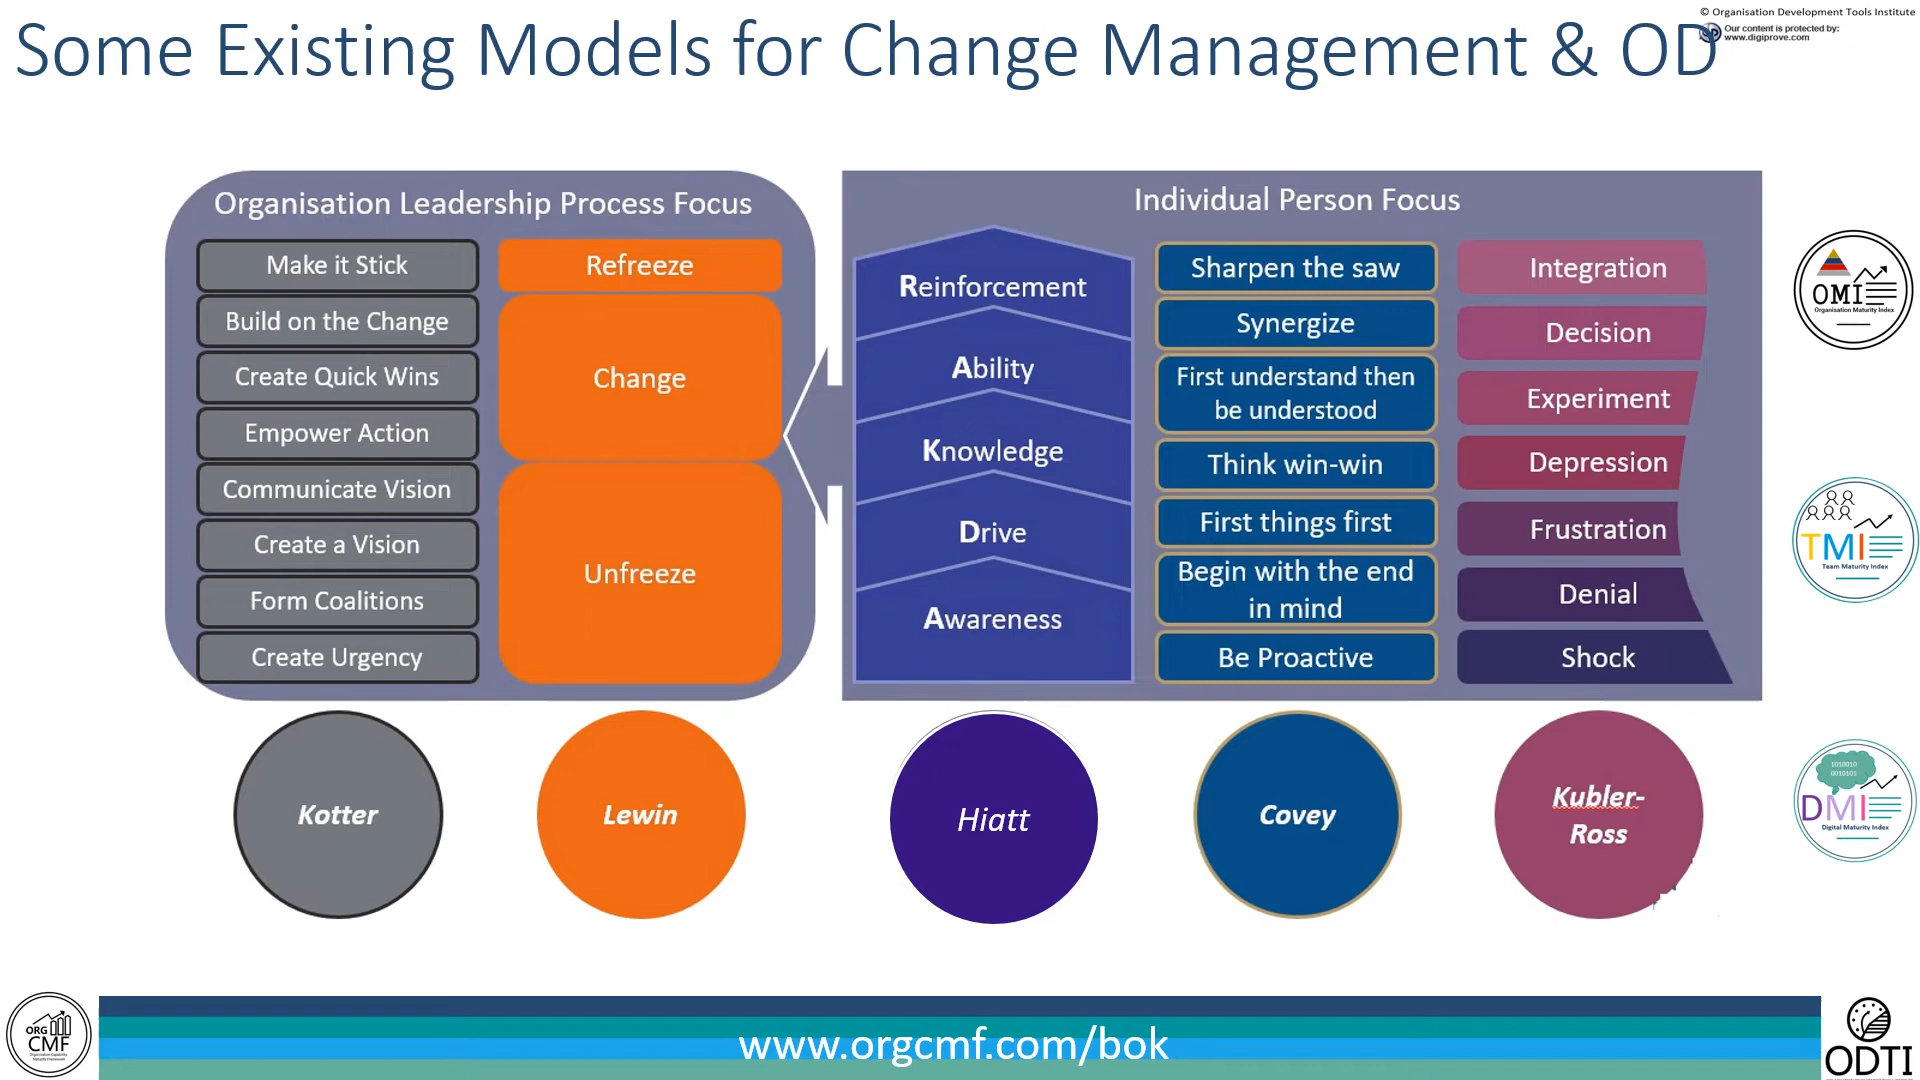 © Organisation Development Tools Institute
Our content is protected by:
www.digiprove.com
Some Existing Models for Change Management & OD
Organisation Leadership Process Focus
Make it Stick
Build on the Change
Create Quick Wins
Empower Action
Communicate Vision
Create a Vision
Form Coalitions
Create Urgency
Refreeze
Change
Unfreeze
Individual Person Focus
Reinforcement
Ability
Knowledge
Drive
Awareness
Sharpen the saw
Synergize
First understand then
be understood
Think win-win
First things first
Begin with the end
in mind
Be Proactive
Integration
Decision
Experiment
Depression
Frustration
Denial
Shock
Kotter
Lewin
Hiatt
Covey
Kubler-
Ross
OMI
Organisation Maturity Index
TMI
Team Maturity Index
1010010
0010101
DMI
Digital Maturity Index
ORG
CMF
www.orgcmf.com/bok
ODTI